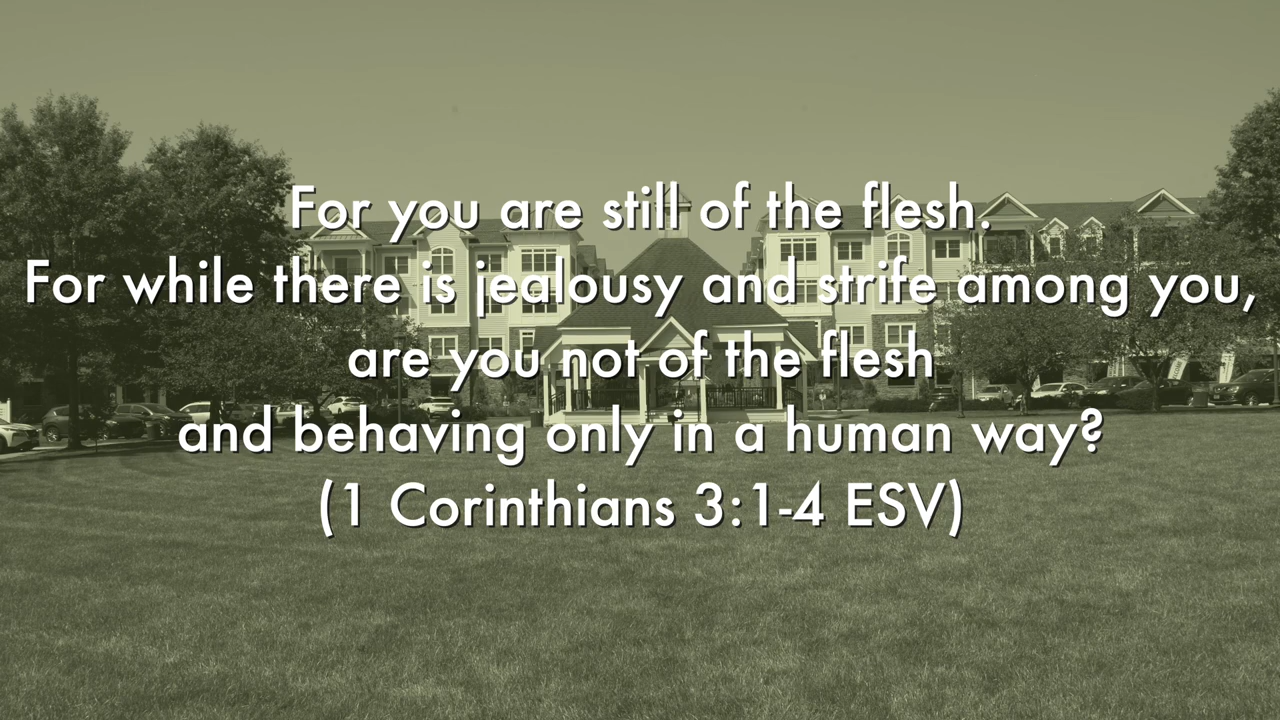 For you are still of the flesh.
For while there is jealousy and strife among you,
are you not of the flesh
and behaving only in a human way?
(1 Corinthians 3:1-4 ESV)